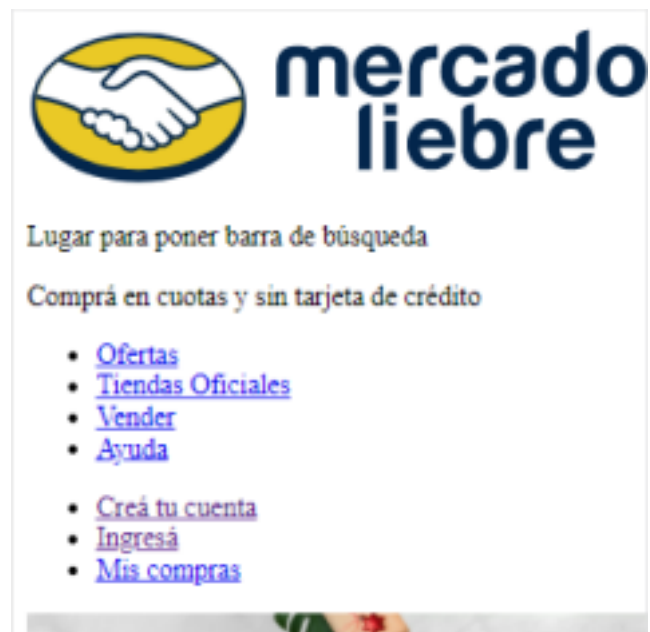 mercado
liebre
Lugar para poner barra de búsqueda
Comprá en cuotas y sin tarjeta de crédito
Ofertas
Tiendas Oficiales
Vender
Ayuda
Creá tu cuenta
Ingresá
Mis compras